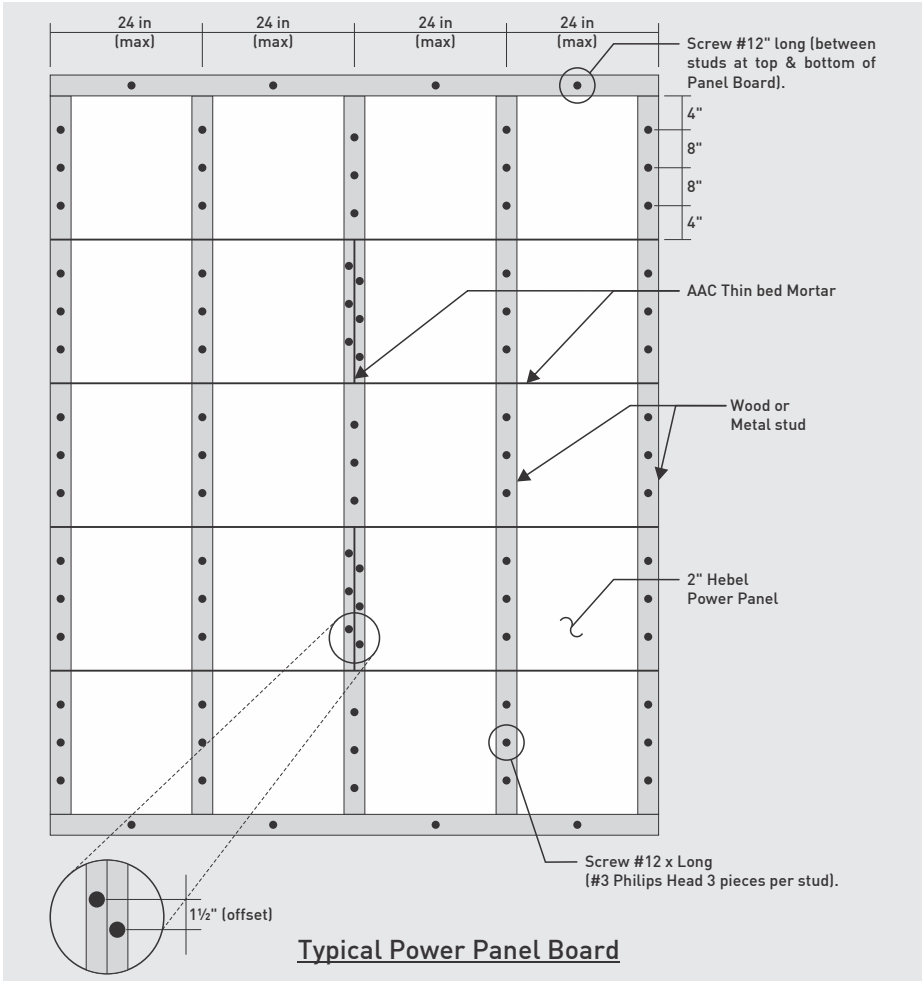 24 in
(max)
24 in
(max)
24 in
(max)
24 in
(max)
Screw #12" long (between
studs at top & bottom of
Panel Board).
4"
8"
8"
4"
AAC Thin bed Mortar
Wood or
Metal stud
2" Hebel
Power Panel
Screw #12 x Long
(#3 Philips Head 3 pieces per stud).
1½" (offset)
Typical Power Panel Board